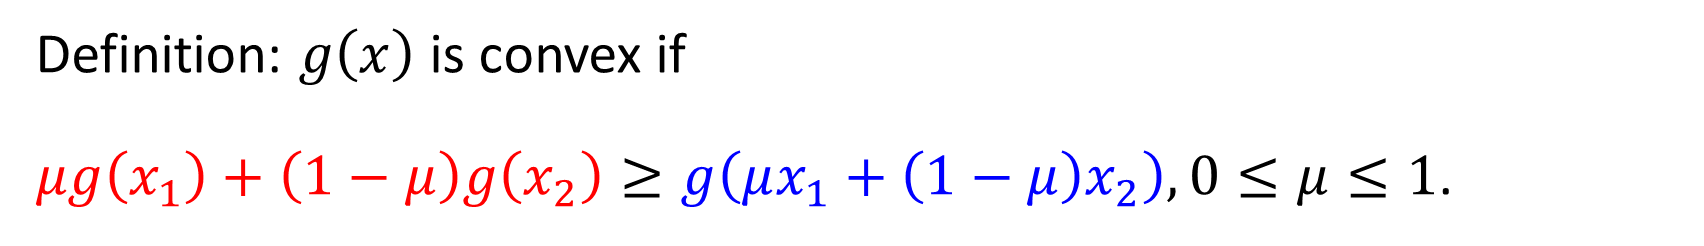 Definition: 𝑔(𝑥) is convex if
𝜇𝑔(𝑥₁) + (1 − 𝜇)𝑔(𝑥₂) ≥ 𝑔(𝜇𝑥₁ + (1 − 𝜇)𝑥₂), 0 ≤ 𝜇 ≤ 1.